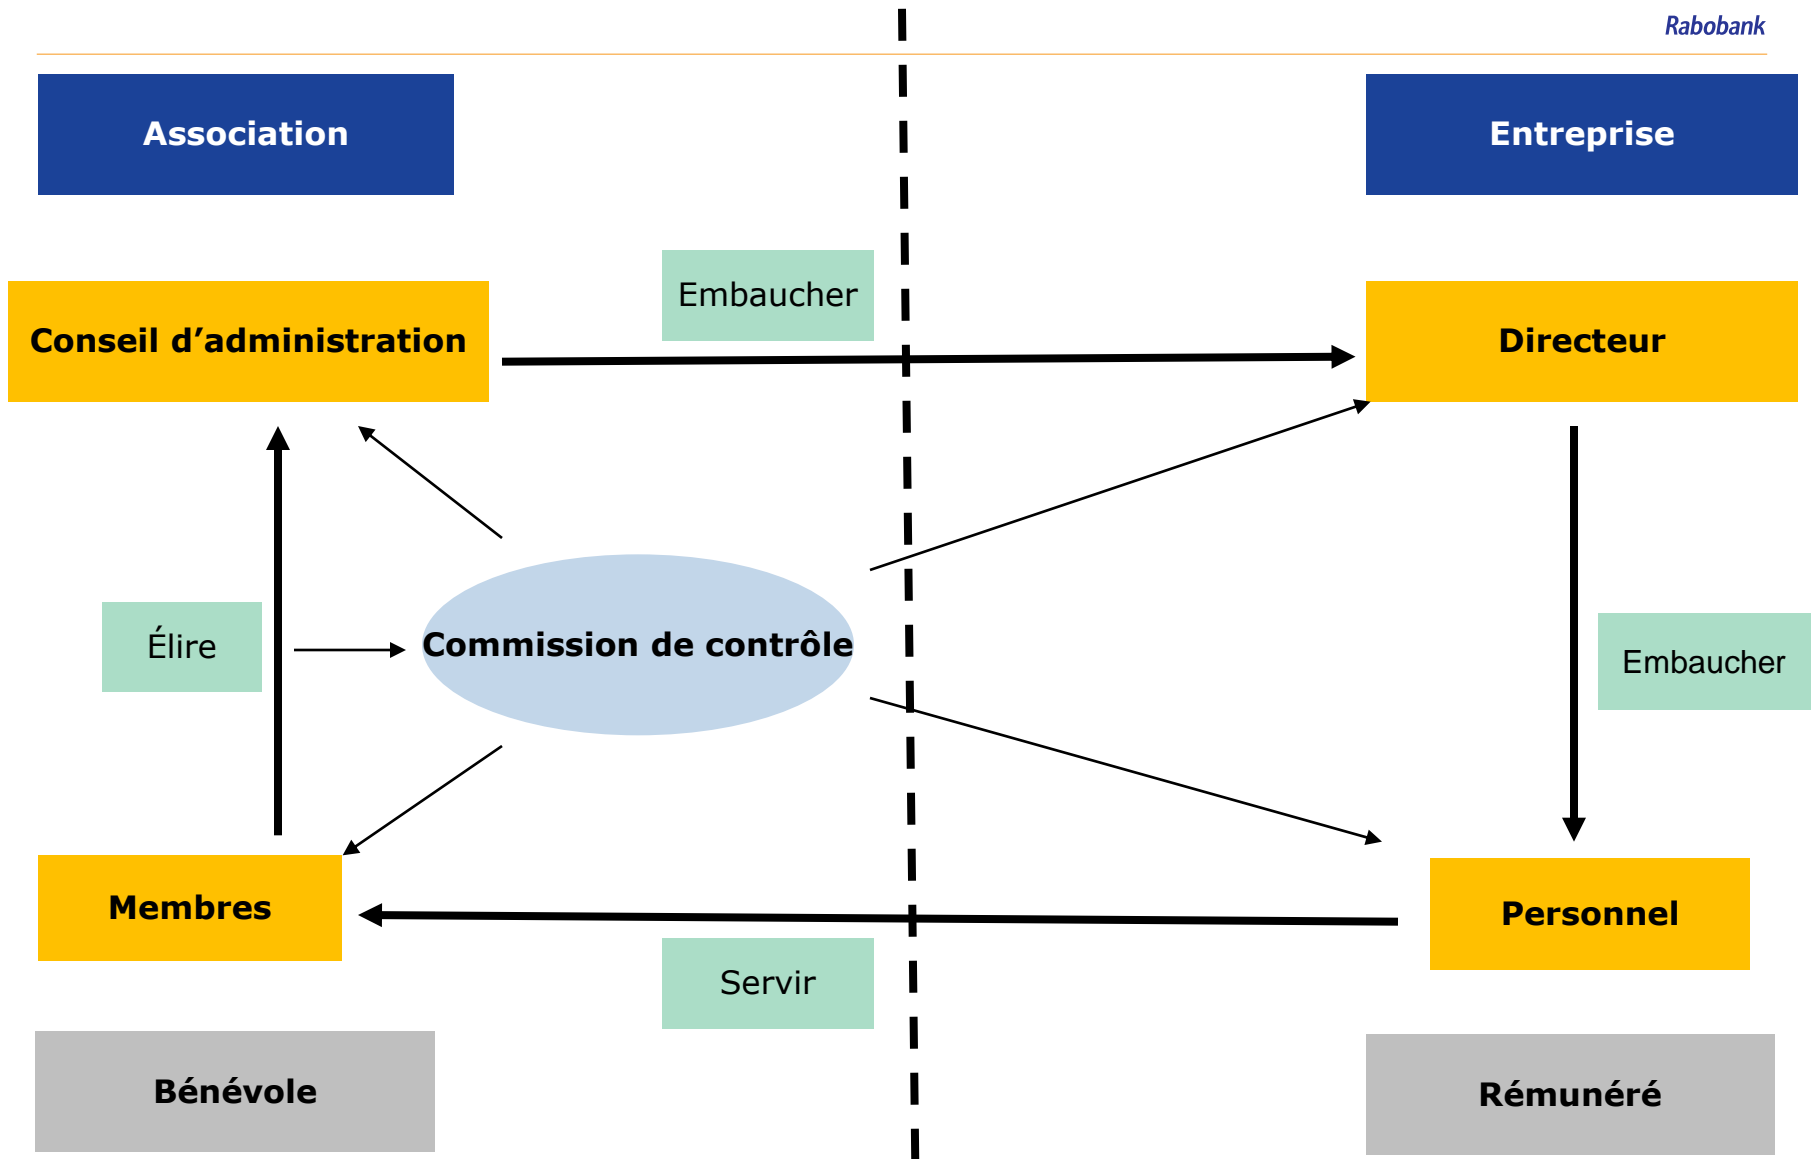 Rabobank
Association
Entreprise
Embaucher
Conseil d’administration
Directeur
Élire
Commission de contrôle
Embaucher
Membres
Personnel
Servir
Bénévole
Rémunéré